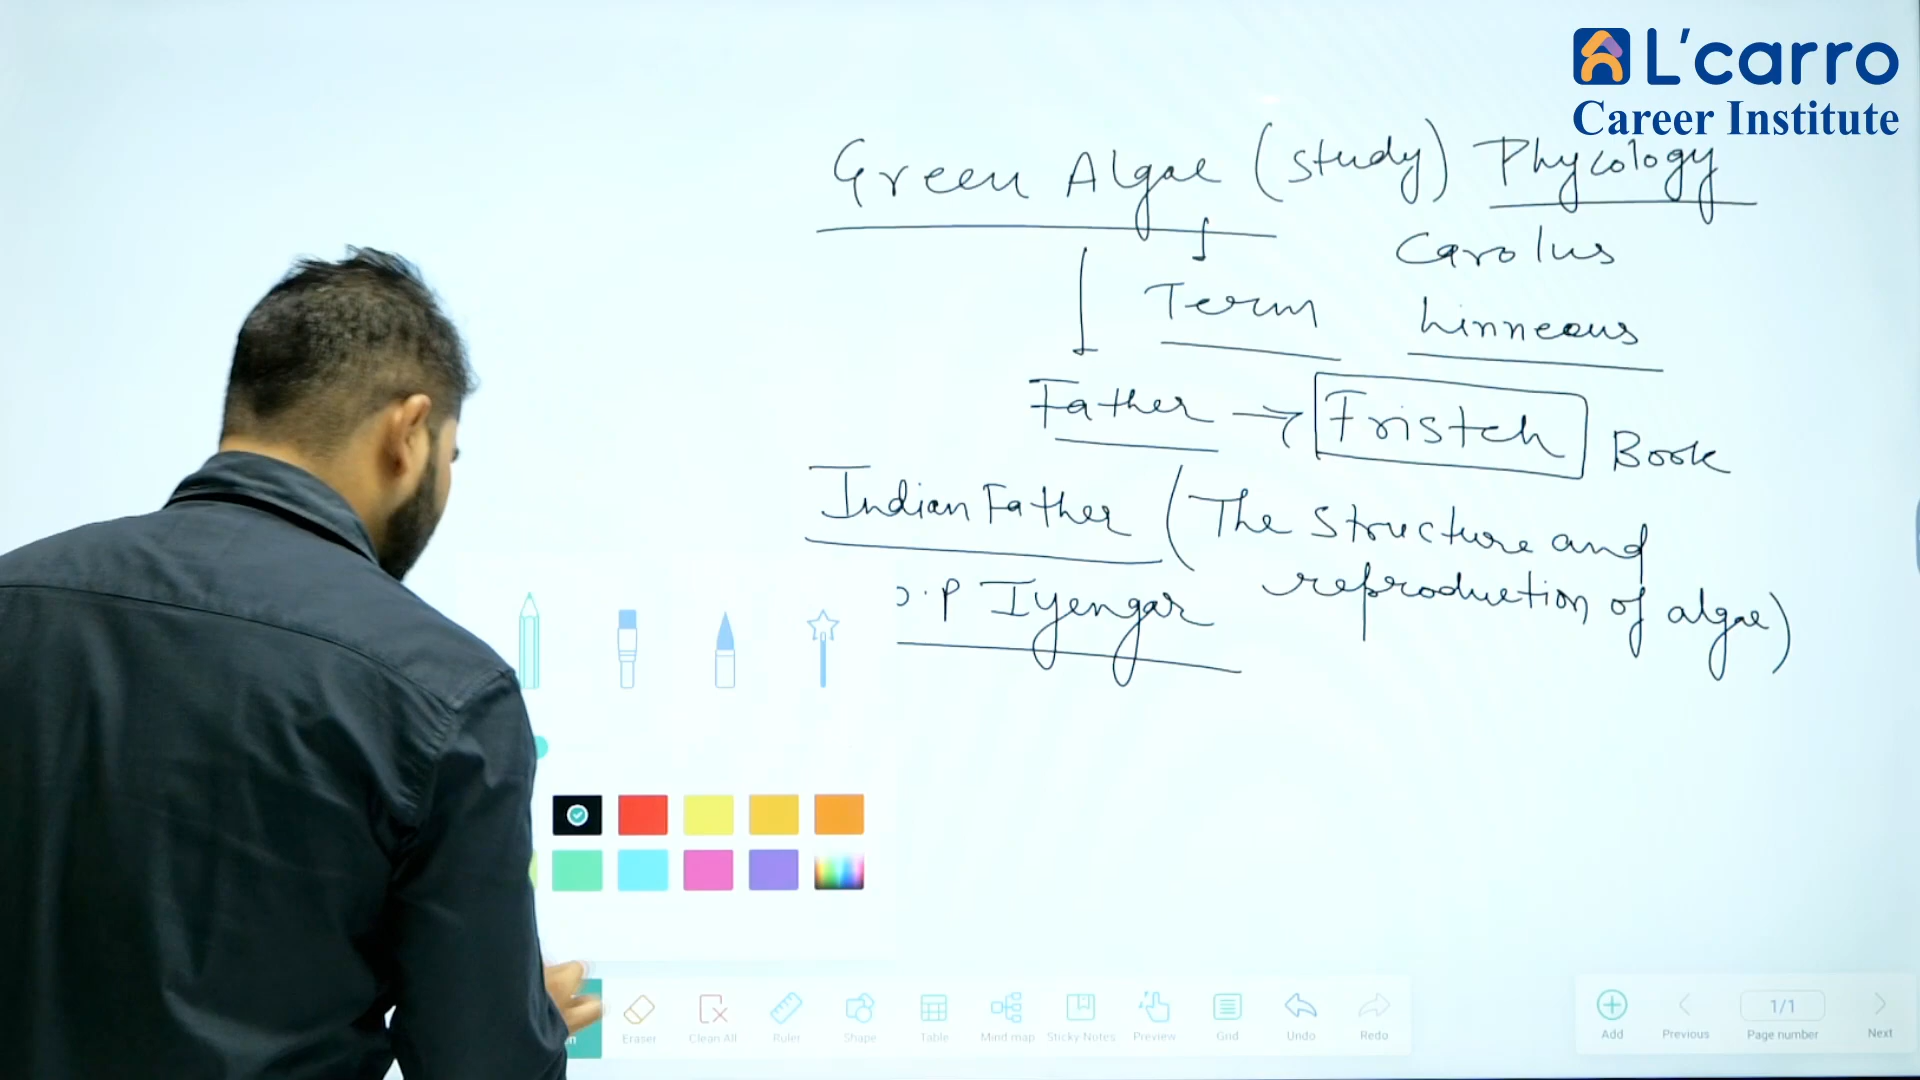 L'carro
Career Institute
Green Algae (study) Phycology
Carolus
Term Linneous
Father → Fristch Book
Indian Father (The structure and
reproduction of algae)
.P Iyengar
Eraser Clean All Ruler Shape Table Mind map Sticky Notes Preview Grid Undo Redo
Add Previous 1/1 Page number Next